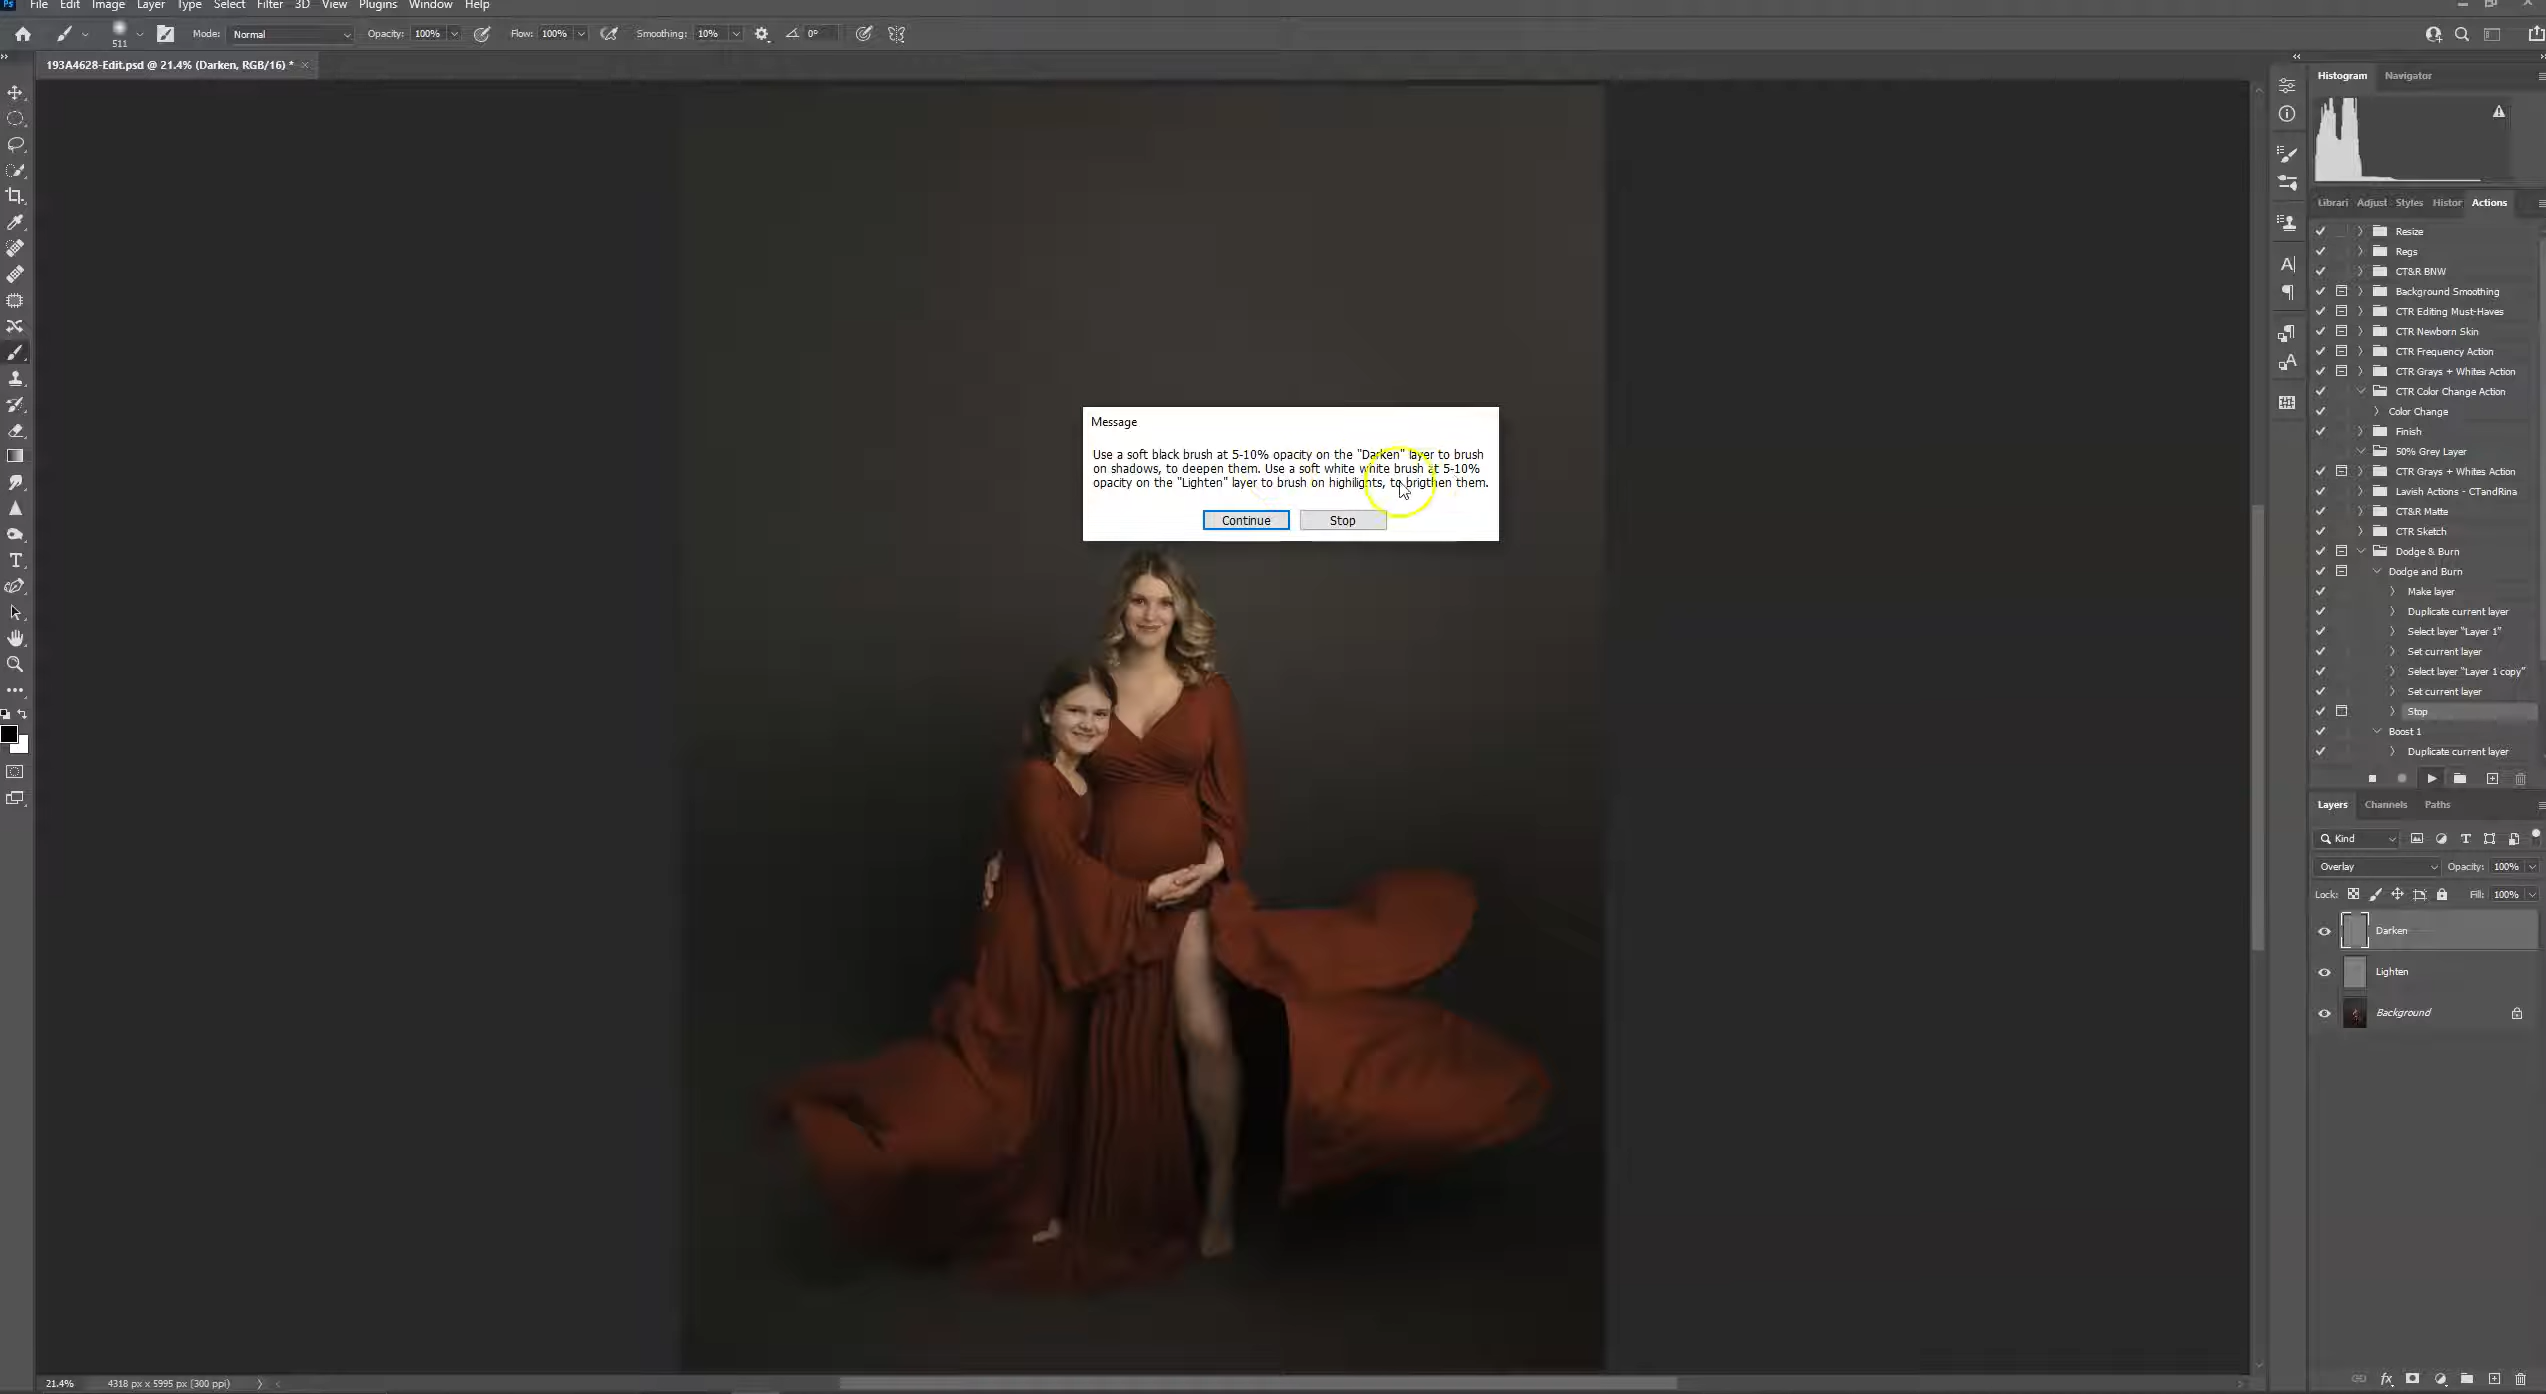 File Edit Image Layer Type Select Filter 3D View Plugins Window Help
511 Mode: Normal Opacity: 100% Flow: 100% Smoothing: 10% 0°
193A4628-Edit.psd @ 21.4% (Darken, RGB/16) *
Histogram Navigator
Librari Adjust Styles Histor Actions
Resize
Regs
CT&R BNW
Background Smoothing
CTR Editing Must-Haves
CTR Newborn Skin
CTR Frequency Action
CTR Grays + Whites Action
CTR Color Change Action
Color Change
Finish
50% Grey Layer
CTR Grays + Whites Action
Lavish Actions - CTandRina
CT&R Matte
CTR Sketch
Dodge & Burn
Dodge and Burn
Make layer
Duplicate current layer
Select layer "Layer 1"
Set current layer
Select layer "Layer 1 copy"
Set current layer
Stop
Boost 1
Duplicate current layer
Message
Use a soft black brush at 5-10% opacity on the "Darken" layer to brush
on shadows, to deepen them. Use a soft white white brush at 5-10%
opacity on the "Lighten" layer to brush on highlights, to brigthen them.
Continue Stop
Layers Channels Paths
Kind
Overlay Opacity: 100%
Lock: Fill: 100%
Darken
Lighten
Background
21.4% 4318 px x 5995 px (300 ppi)